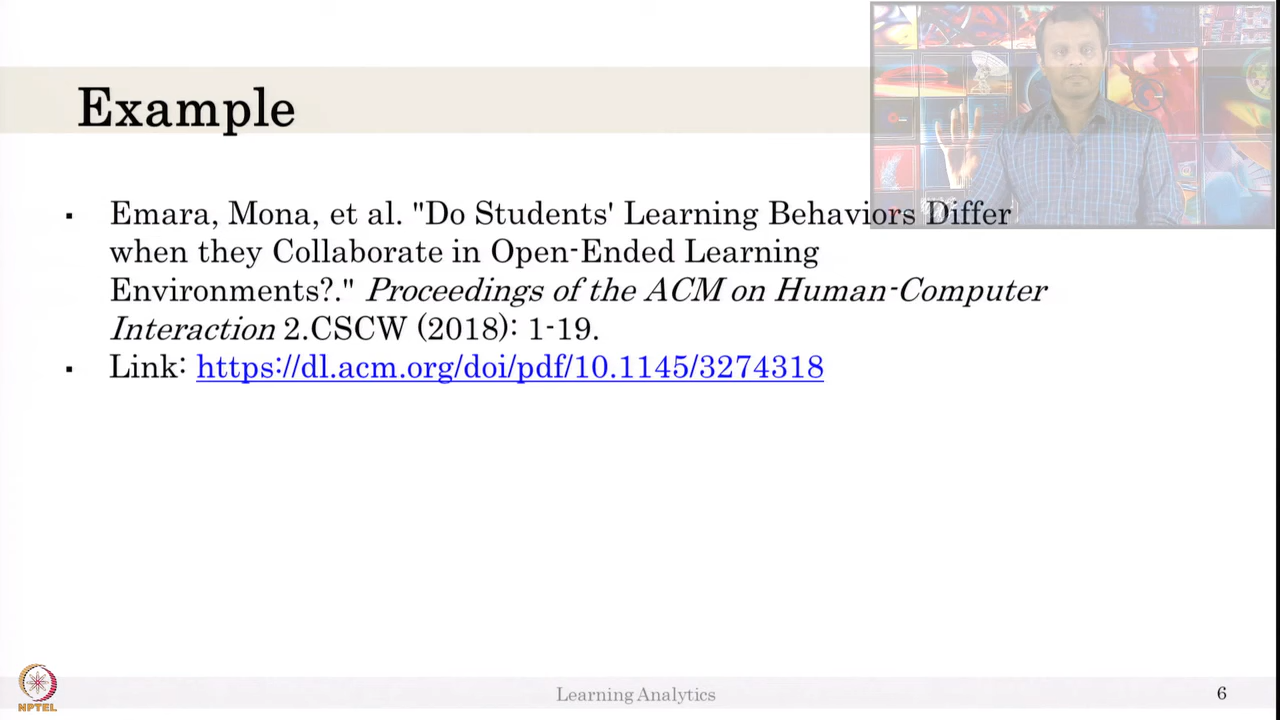 Example
▪ Emara, Mona, et al. "Do Students' Learning Behaviors Differ
when they Collaborate in Open-Ended Learning
Environments?." Proceedings of the ACM on Human-Computer
Interaction 2.CSCW (2018): 1-19.
▪ Link: https://dl.acm.org/doi/pdf/10.1145/3274318
NPTEL
Learning Analytics
6